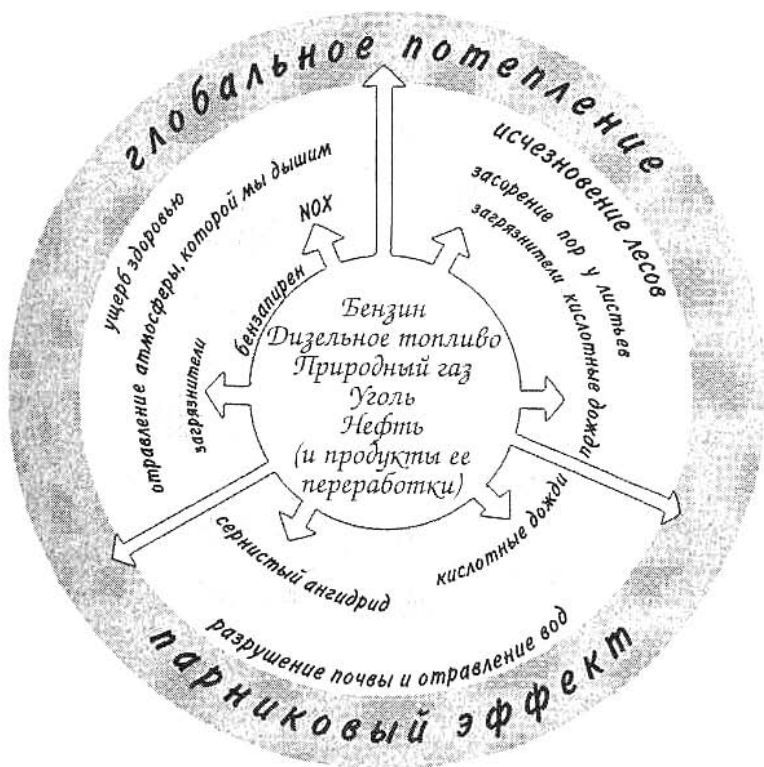 глобальное потепление
ущерб здоровью
отравление атмосферы, которой мы дышим
загрязнители
бензапирен
NOX
исчезновение лесов
засорение пор у листьев
загрязнители кислотные дожди
Бензин
Дизельное топливо
Природный газ
Уголь
Нефть
(и продукты ее
переработки)
сернистый ангидрид
кислотные дожди
разрушение почвы и отравление вод
парниковый эффект